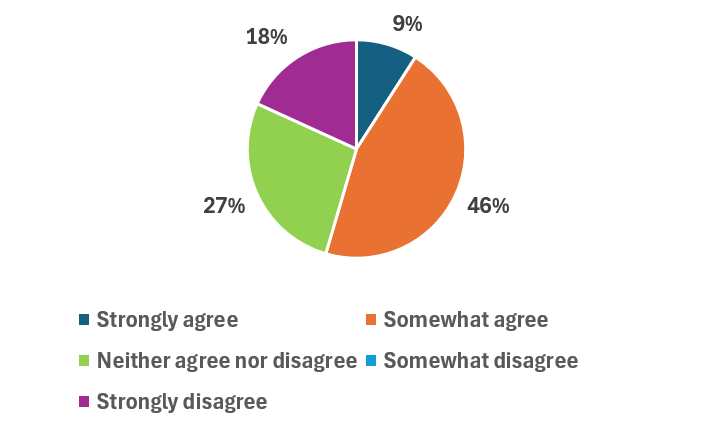 9%
18%
27%
46%
Strongly agree
Somewhat agree
Neither agree nor disagree
Somewhat disagree
Strongly disagree